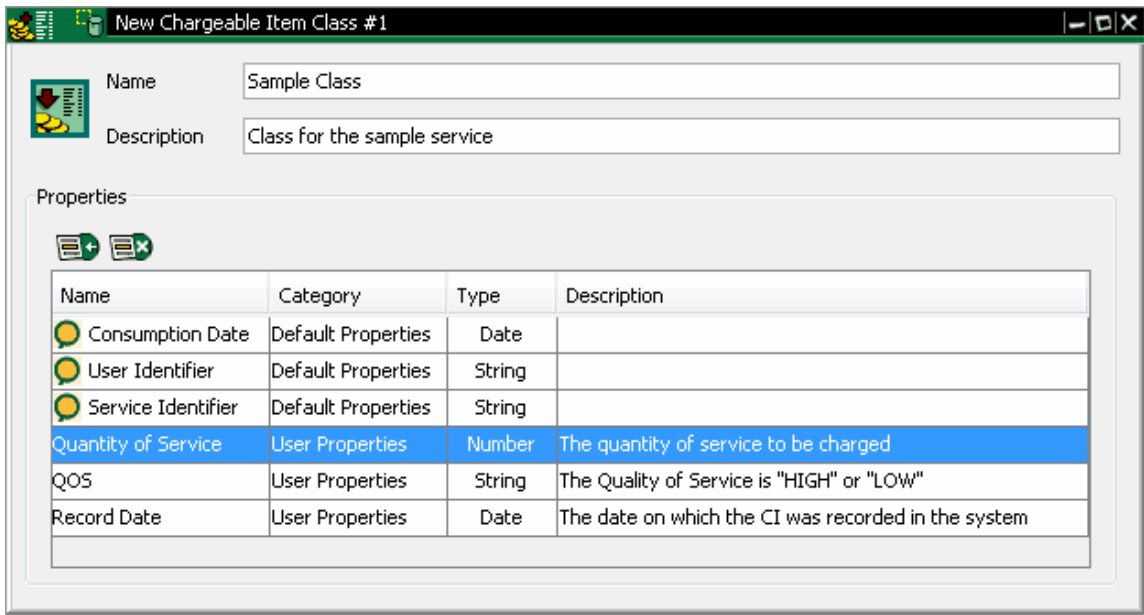 New Chargeable Item Class #1
Name Sample Class
Description Class for the sample service
Properties
Name Category Type Description
Consumption Date Default Properties Date
User Identifier Default Properties String
Service Identifier Default Properties String
Quantity of Service User Properties Number The quantity of service to be charged
QOS User Properties String The Quality of Service is "HIGH" or "LOW"
Record Date User Properties Date The date on which the CI was recorded in the system